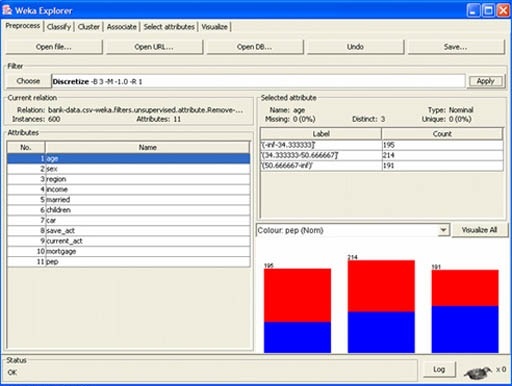 Weka Explorer
Preprocess Classify Cluster Associate Select attributes Visualize
Open file... Open URL... Open DB... Undo Save...
Filter
Choose Discretize -B 3 -M -1.0 -R 1 Apply
Current relation
Relation: bank-data.csv-weka.filters.unsupervised.attribute.Remove-...
Instances: 600 Attributes: 11
Attributes
No. Name
1 age
2 sex
3 region
4 income
5 married
6 children
7 car
8 save_act
9 current_act
10 mortgage
11 pep
Selected attribute
Name: age Type: Nominal
Missing: 0 (0%) Distinct: 3 Unique: 0 (0%)
Label Count
'(-inf-34.333333]' 195
'(34.333333-50.666667]' 214
'(50.666667-inf)' 191
Colour: pep (Nom) Visualize All
195 214 191
Status
OK
Log x 0